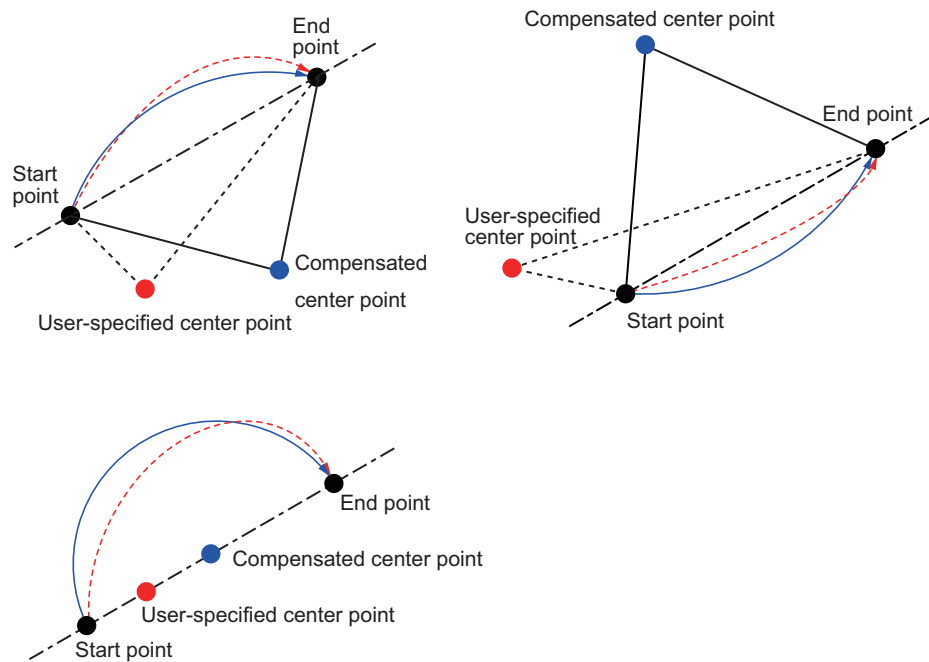 End
point
Start
point
Compensated
center point
User-specified center point
Compensated center point
End point
User-specified
center point
Start point
End point
Compensated center point
User-specified center point
Start point